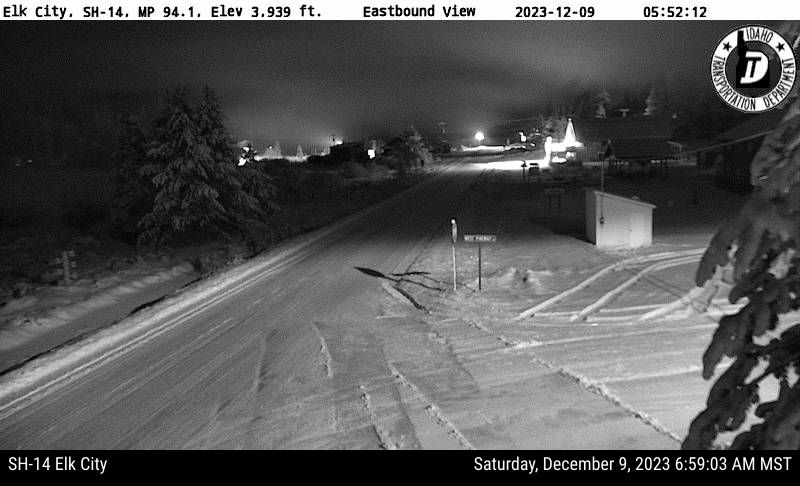 Elk City, SH-14, MP 94.1, Elev 3,939 ft. Eastbound View 2023-12-09 05:52:12
IDAHO
TRANSPORTATION DEPARTMENT
SH-14 Elk City
Saturday, December 9, 2023 6:59:03 AM MST